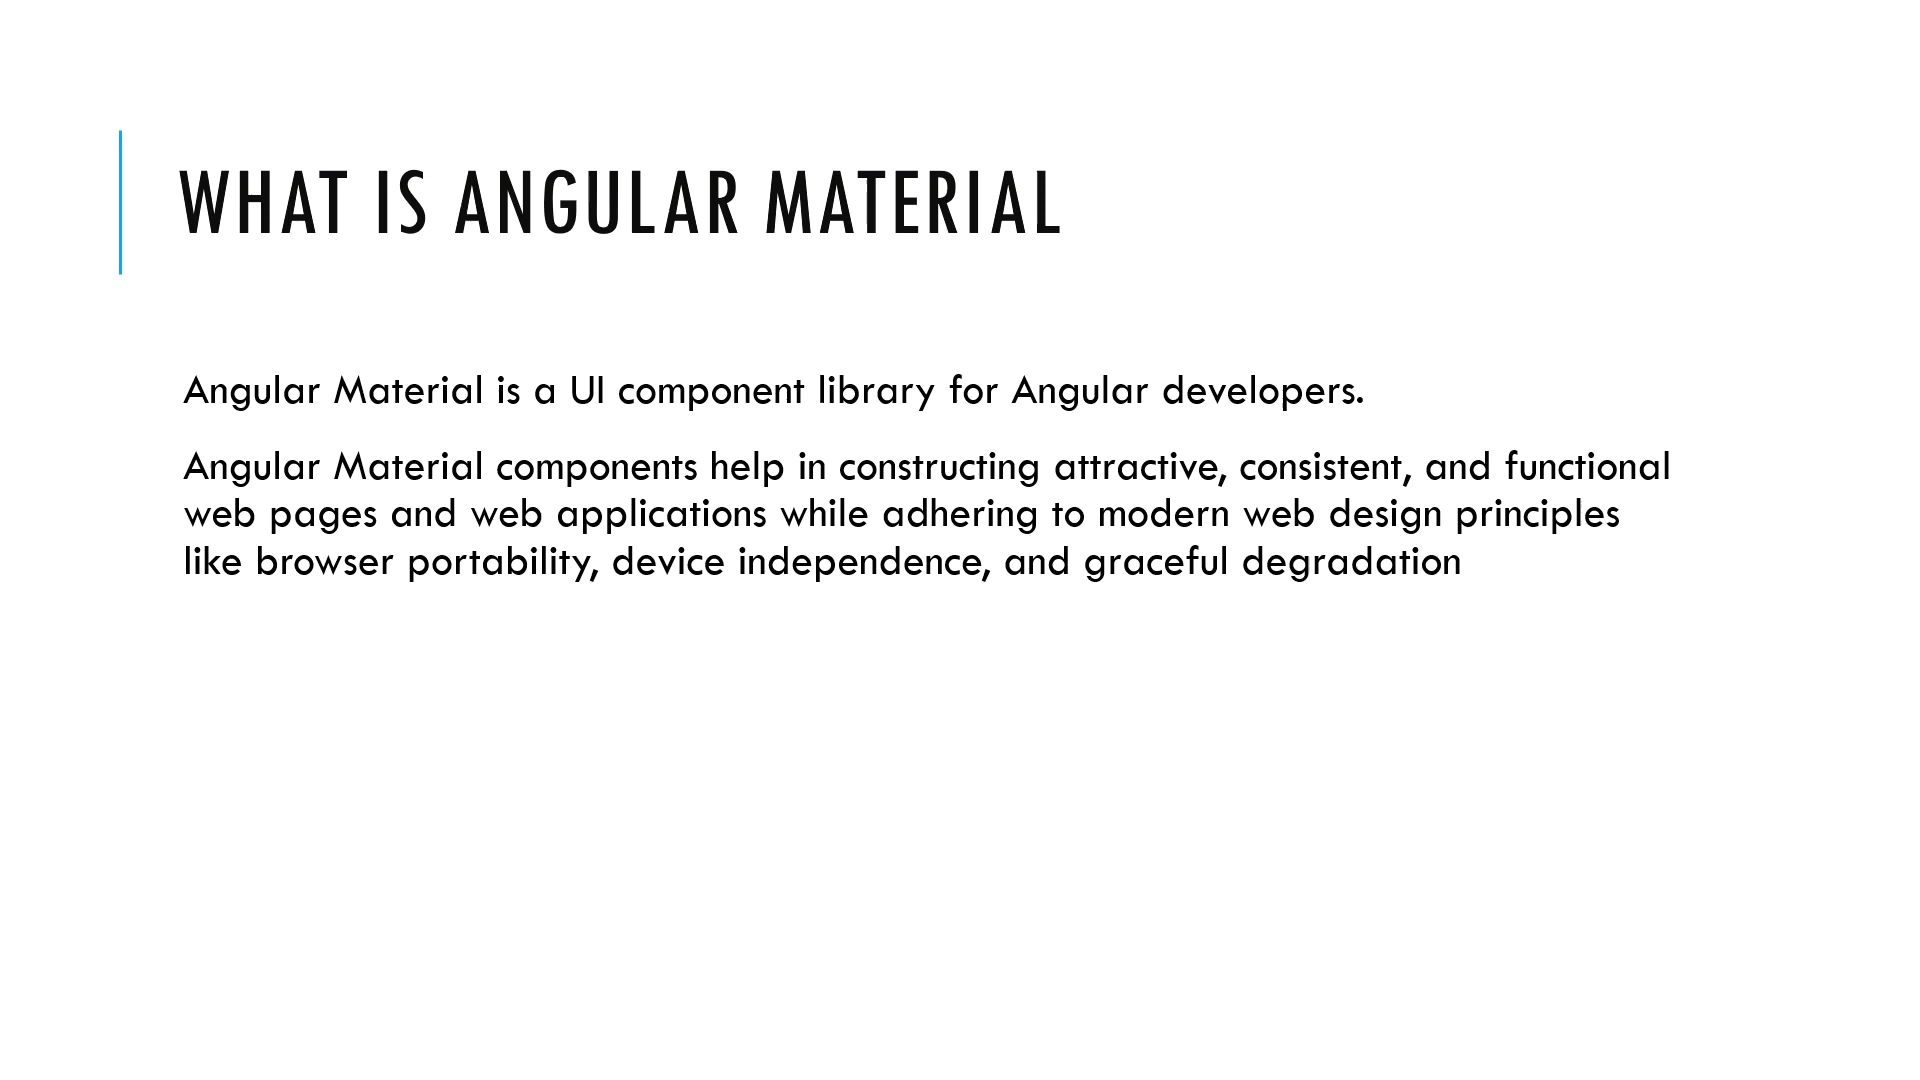 WHAT IS ANGULAR MATERIAL
Angular Material is a UI component library for Angular developers.
Angular Material components help in constructing attractive, consistent, and functional
web pages and web applications while adhering to modern web design principles
like browser portability, device independence, and graceful degradation